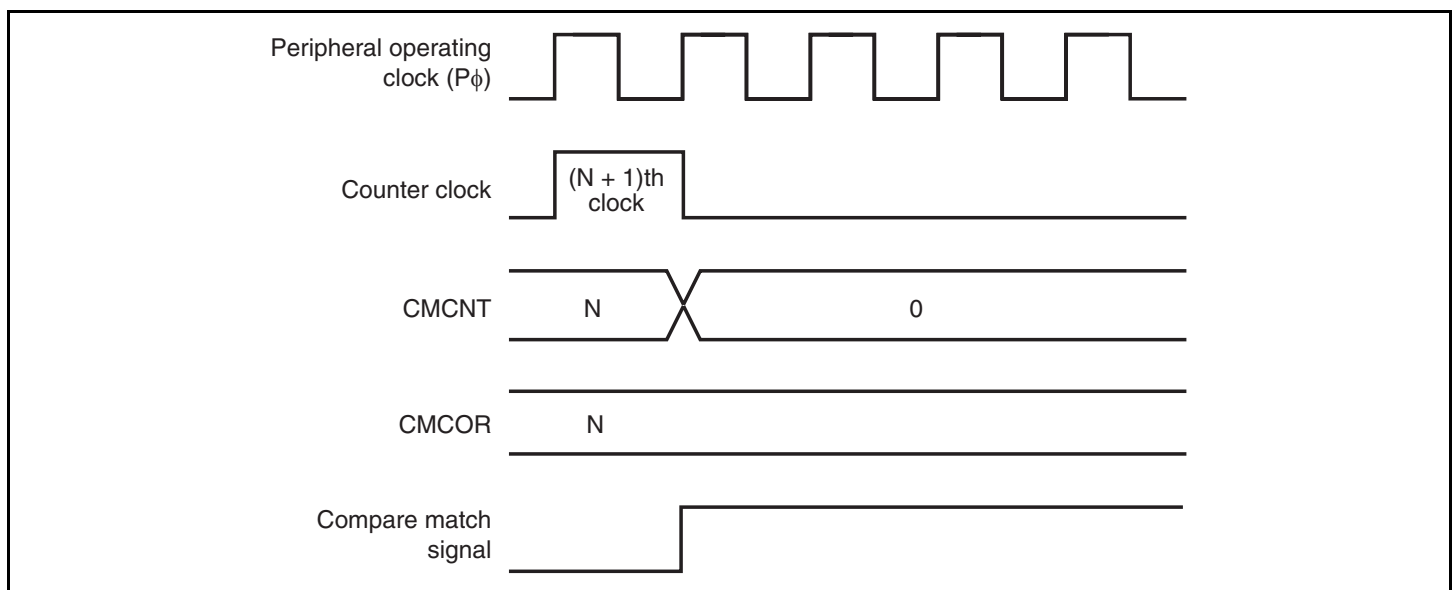 Peripheral operating
clock (Pϕ)
Counter clock
(N + 1)th
clock
CMCNT
N
0
CMCOR
N
Compare match
signal